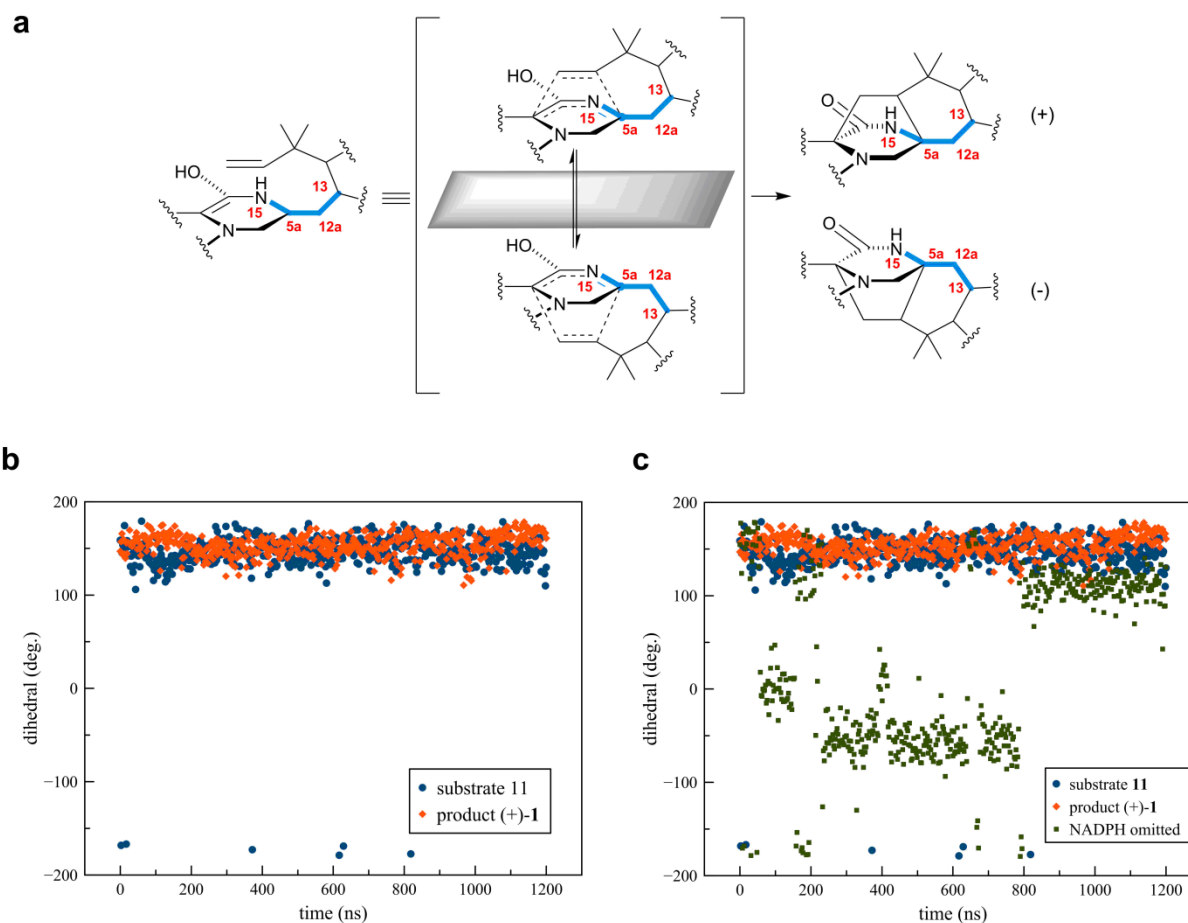 a
HO
N
13
15
N
5a
12a
O
H
N
13
15
5a
12a
N
(+)
HO
H
N
13
15
N
5a
12a
HO
N
5a
12a
15
N
13
O
H
N
5a
12a
15
N
13
(-)
b
200
100
0
−100
−200
dihedral (deg.)
substrate 11
product (+)-1
0 200 400 600 800 1000 1200
time (ns)
c
200
100
0
−100
−200
dihedral (deg.)
substrate 11
product (+)-1
NADPH omitted
0 200 400 600 800 1000 1200
time (ns)